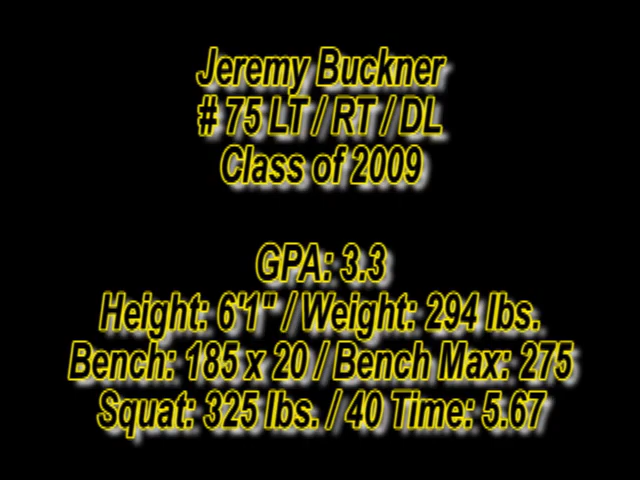 Jeremy Buckner
# 75 LT / RT / DL
Class of 2009
GPA: 3.3
Height: 6'1" / Weight: 294 lbs.
Bench: 185 x 20 / Bench Max: 275
Squat: 325 lbs. / 40 Time: 5.67